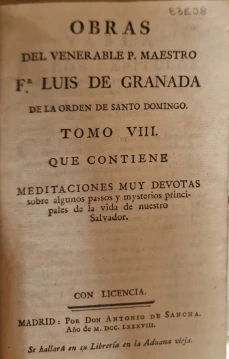 E3E08
OBRAS
DEL VENERABLE P. MAESTRO
F.R LUIS DE GRANADA
DE LA ORDEN DE SANTO DOMINGO.
TOMO VIII.
QUE CONTIENE
MEDITACIONES MUY DEVOTAS
sobre algunos passos y mysterios princi-
pales de la vida de nuestro
Salvador.
CON LICENCIA.
MADRID: POR DON ANTONIO DE SANCHA.
Año de M. DCC. LXXXVIII.
Se hallará en su Librería en la Aduana vieja.